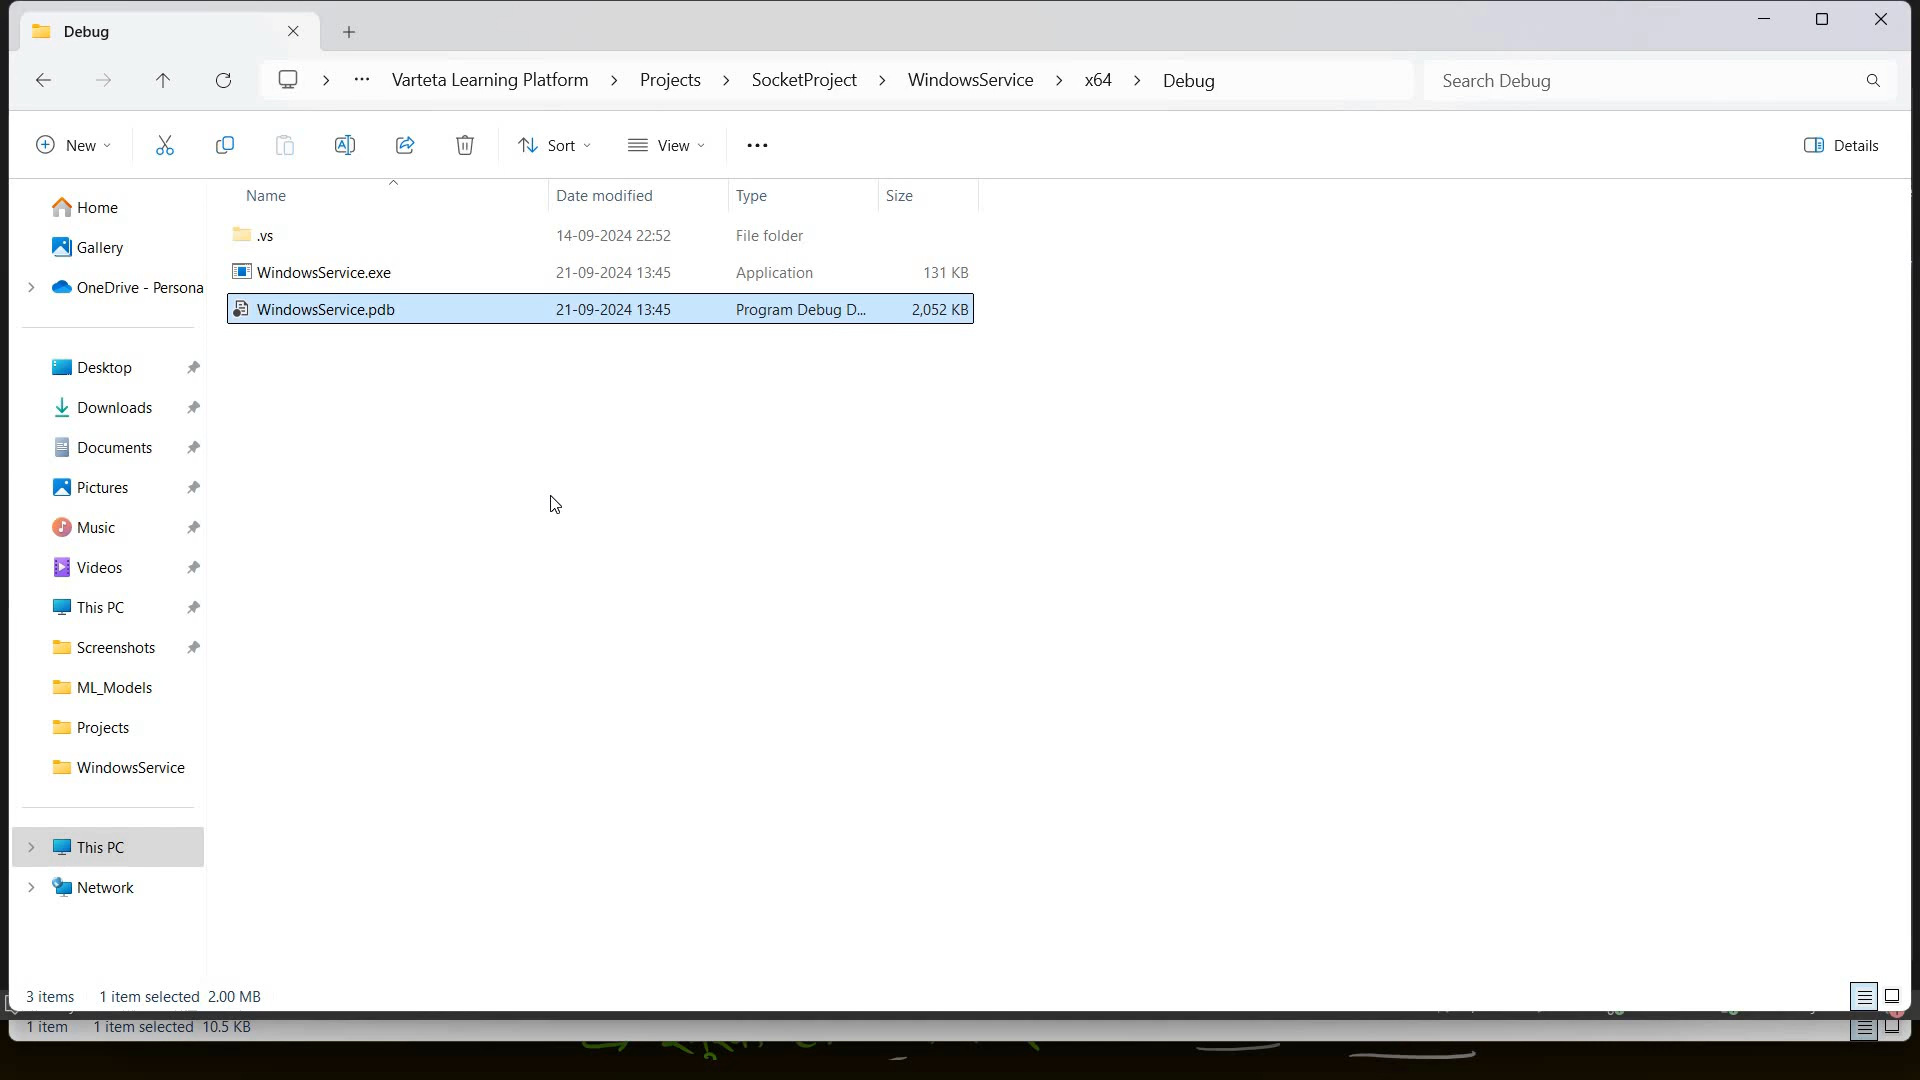 Debug
Varteta Learning Platform > Projects > SocketProject > WindowsService > x64 > Debug
Search Debug
New
Sort
View
Details
Name Date modified Type Size
.vs 14-09-2024 22:52 File folder
WindowsService.exe 21-09-2024 13:45 Application 131 KB
WindowsService.pdb 21-09-2024 13:45 Program Debug D... 2,052 KB
Home
Gallery
OneDrive - Persona
Desktop
Downloads
Documents
Pictures
Music
Videos
This PC
Screenshots
ML_Models
Projects
WindowsService
This PC
Network
3 items 1 item selected 2.00 MB
1 item 1 item selected 10.5 KB